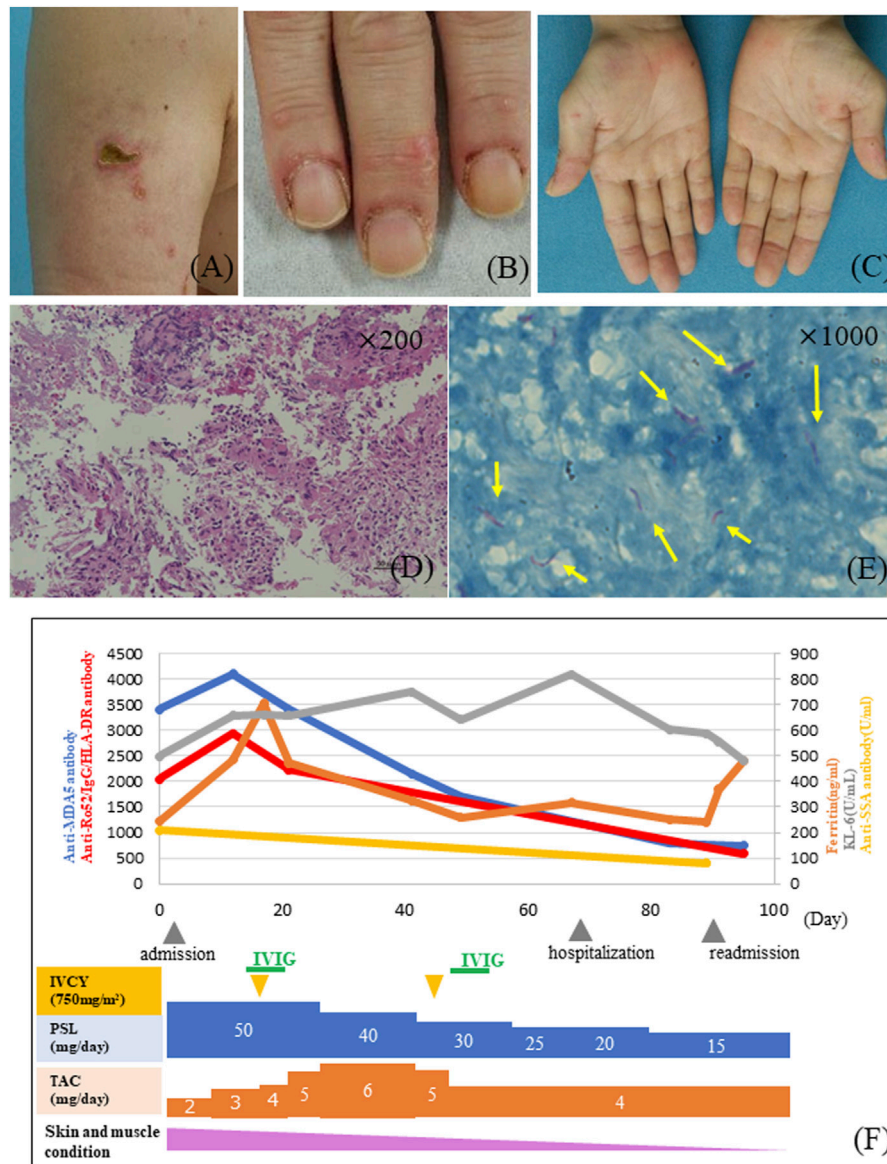 (A)
(B)
(C)
×200
(D)
×1000
(E)
Anti-MDA5 antibody
Anti-Ro52/IgG/HLA-DR antibody
4500
4000
3500
3000
2500
2000
1500
1000
500
0
900
800
700
600
500
400
300
200
100
0
Ferritin(ng/ml)
KL-6(U/mL)
Anti-SSA antibody(U/ml)
0 20 40 60 80 100 (Day)
admission hospitalization readmission
IVIG IVIG
IVCY
(750mg/m²)
PSL
(mg/day)
50 40 30 25 20 15
TAC
(mg/day)
2 3 4 5 6 5 4
Skin and muscle
condition
(F)